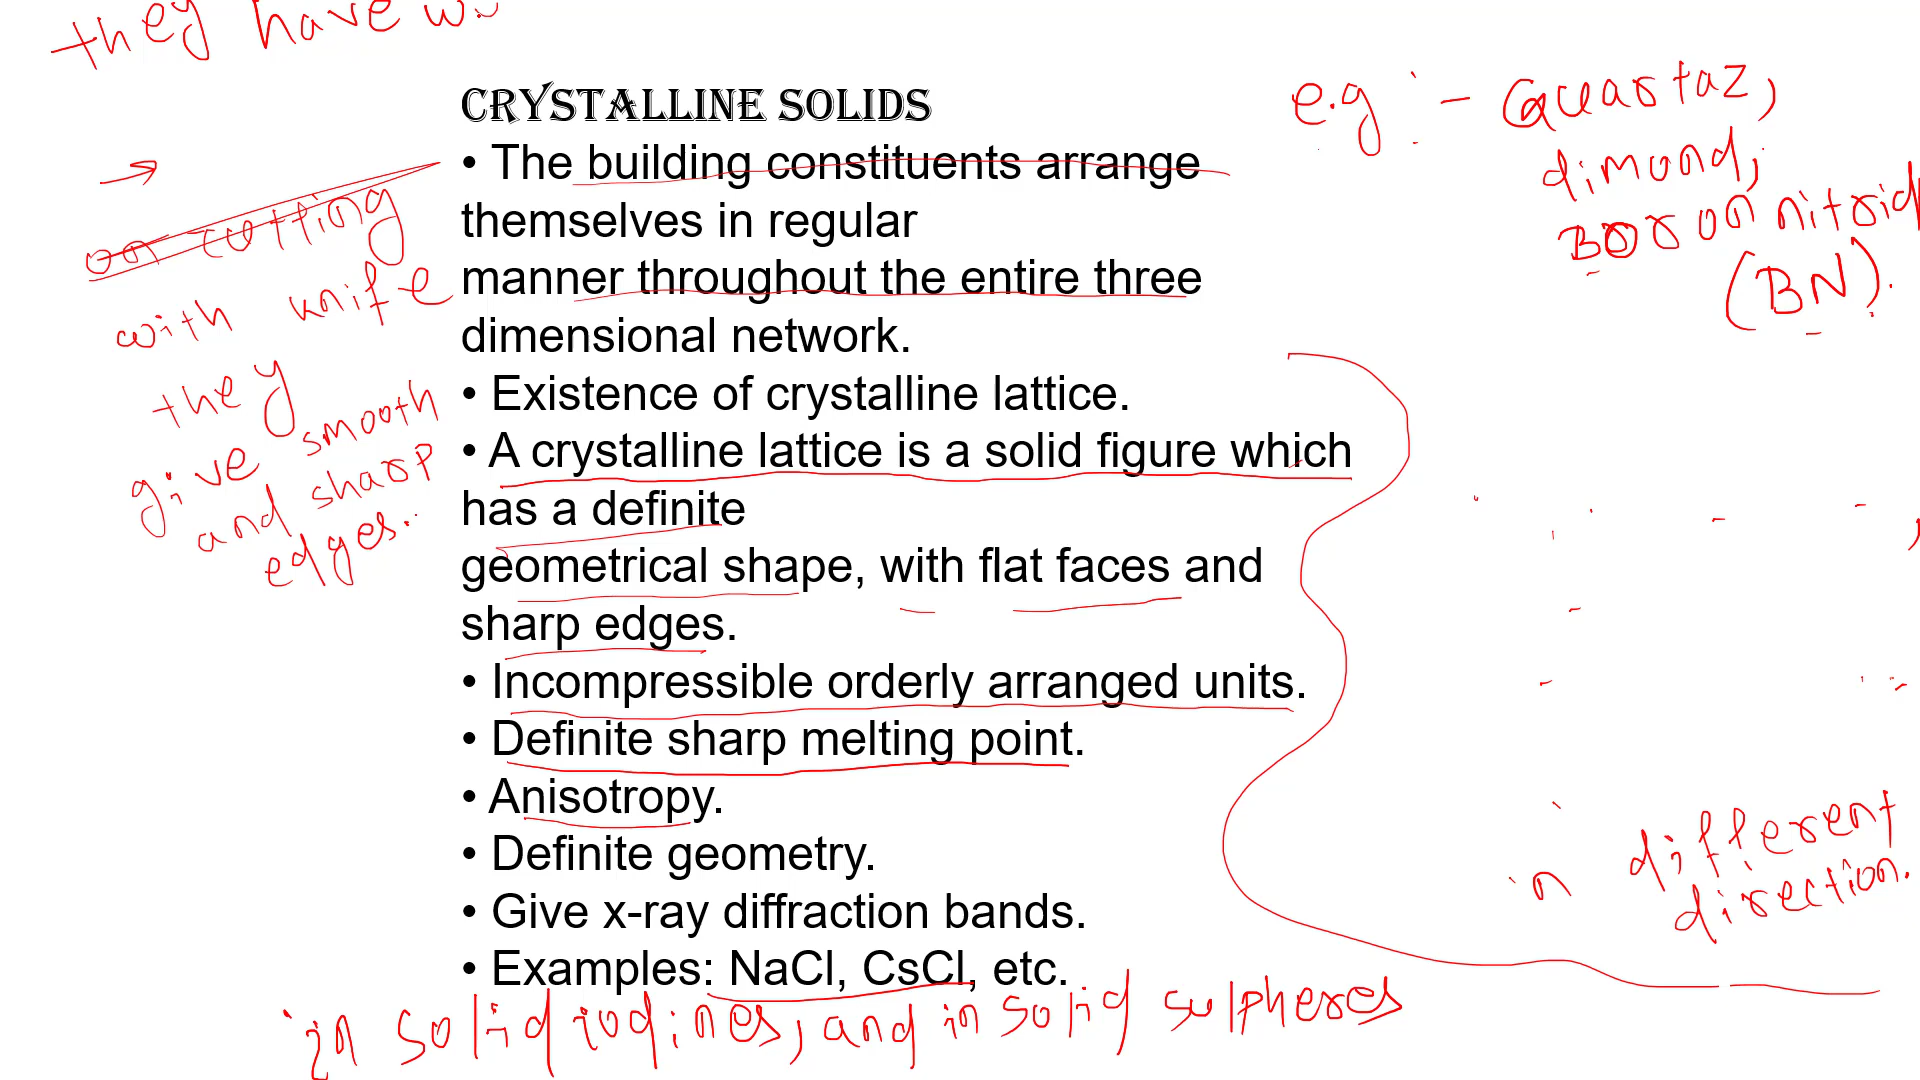 they have
CRYSTALLINE SOLIDS
• The building constituents arrange
themselves in regular
manner throughout the entire three
dimensional network.
• Existence of crystalline lattice.
• A crystalline lattice is a solid figure which
has a definite
geometrical shape, with flat faces and
sharp edges.
• Incompressible orderly arranged units.
• Definite sharp melting point.
• Anisotropy.
• Definite geometry.
• Give x-ray diffraction bands.
• Examples: NaCl, CsCl, etc.
in solid iodines, and in solid sulpheres
→
on cutting
with knife
they
give smooth
and sharp
edges.
e.g :- Quartaz,
dimond,
Boron nitrid
(BN).
in different
direction.